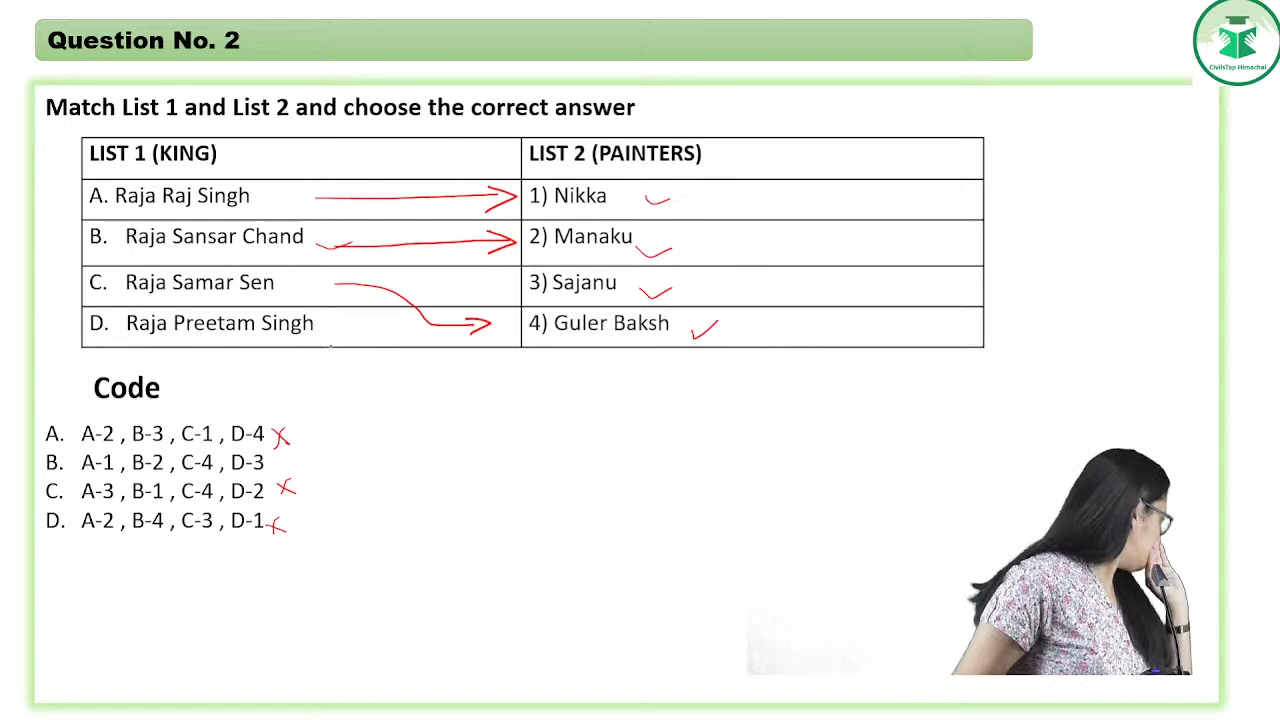 Question No. 2
CivilsTap Himachal
Match List 1 and List 2 and choose the correct answer
LIST 1 (KING) LIST 2 (PAINTERS)
A. Raja Raj Singh 1) Nikka
B. Raja Sansar Chand 2) Manaku
C. Raja Samar Sen 3) Sajanu
D. Raja Preetam Singh 4) Guler Baksh
Code
A. A-2 , B-3 , C-1 , D-4
B. A-1 , B-2 , C-4 , D-3
C. A-3 , B-1 , C-4 , D-2
D. A-2 , B-4 , C-3 , D-1